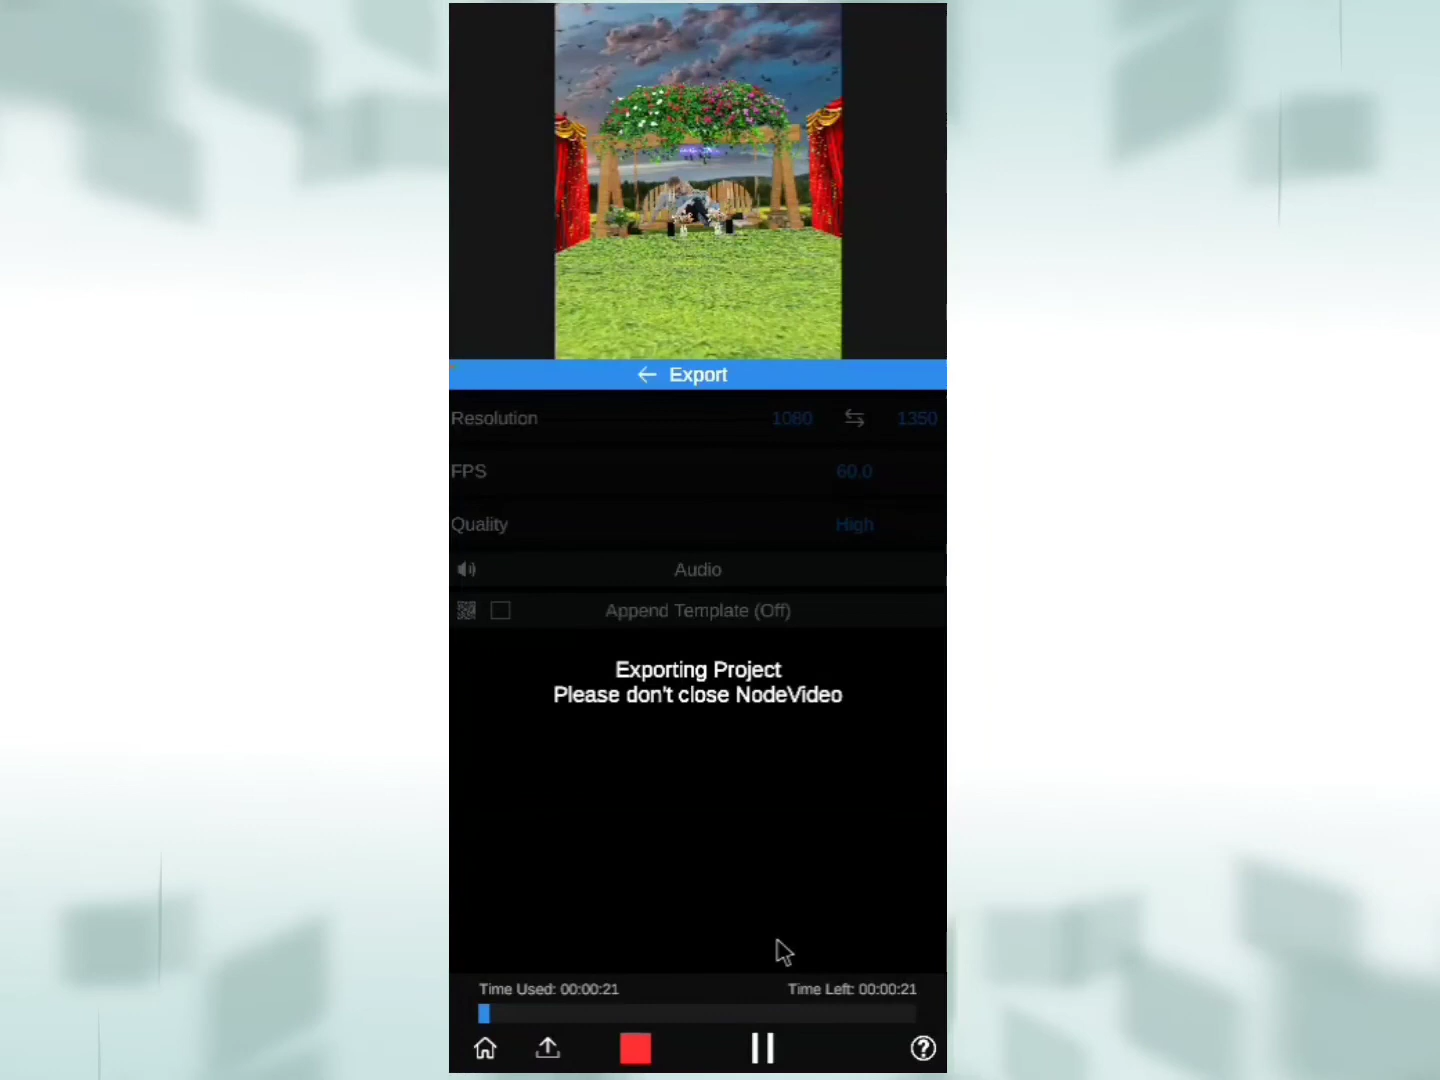 Export
Resolution 1080 1350
FPS 60.0
Quality High
Audio
Append Template (Off)
Exporting Project
Please don't close NodeVideo
Time Used: 00:00:21 Time Left: 00:00:21